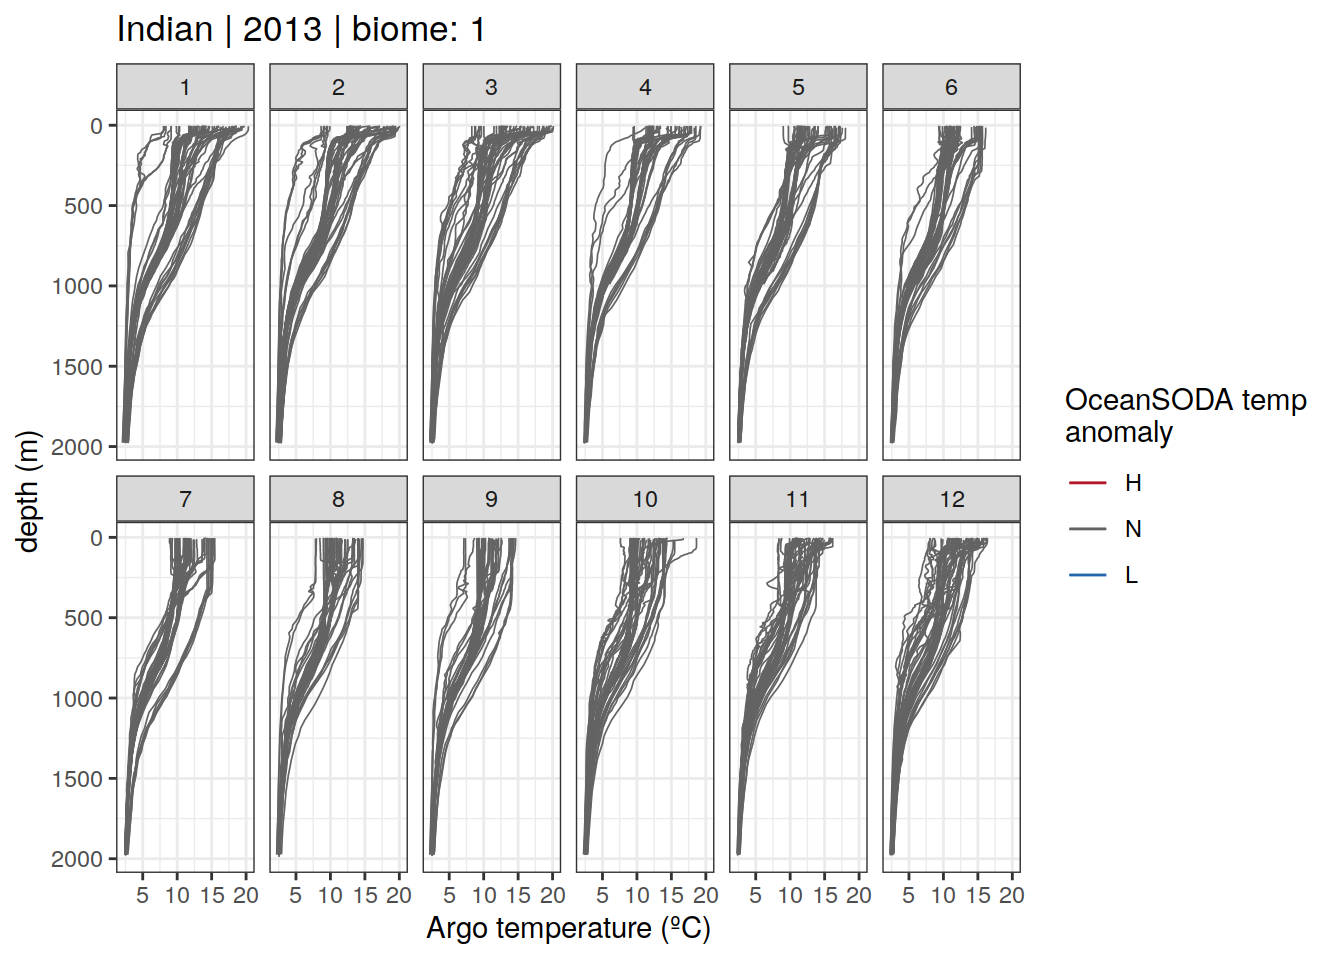 Indian | 2013 | biome: 1
1 2 3 4 5 6
0
500
1000
1500
2000
7 8 9 10 11 12
0
500
1000
1500
2000
5 10 15 20 5 10 15 20 5 10 15 20 5 10 15 20 5 10 15 20 5 10 15 20
Argo temperature (ºC)
depth (m)
OceanSODA temp
anomaly
H
N
L